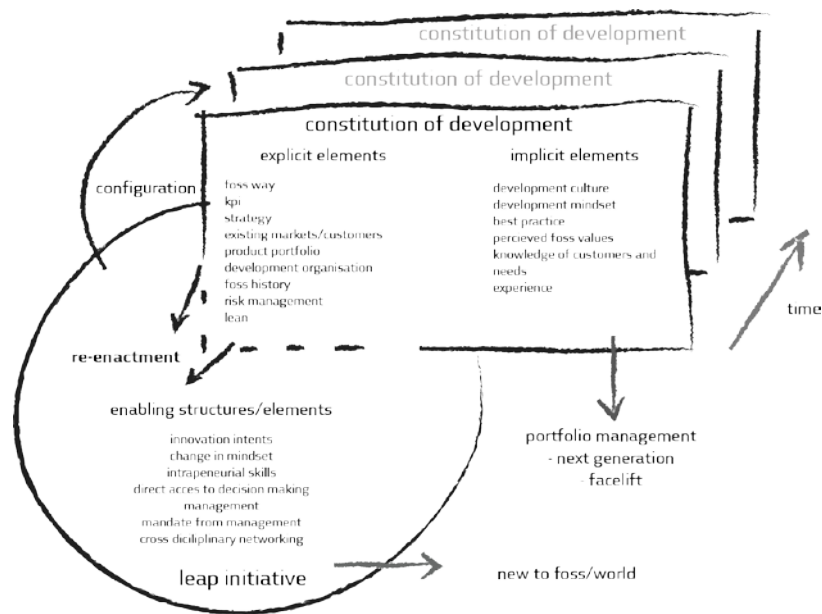 constitution of development
constitution of development
constitution of development
explicit elements
implicit elements
configuration
foss way
kpi
strategy
existing markets/customers
product portfolio
development organisation
foss history
risk management
lean
development culture
development mindset
best practice
percieved foss values
knowledge of customers and
needs
experience
time
re-enactment
enabling structures/elements
innovation intents
change in mindset
intrapeneurial skills
direct acces to decision making
management
mandate from management
cross diciliplinary networking
leap initiative
portfolio management
- next generation
- facelift
new to foss/world